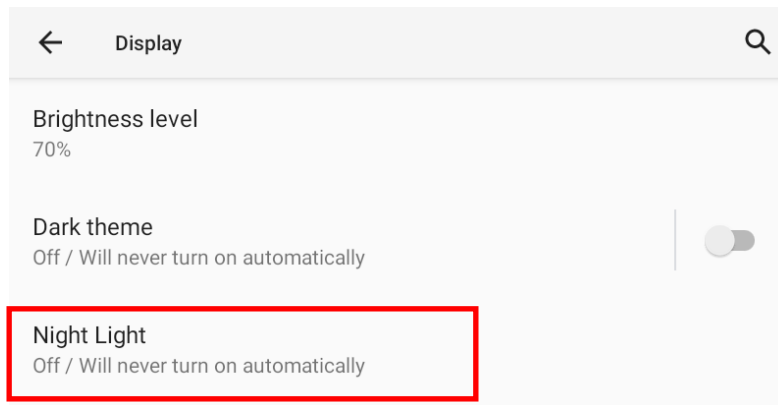 Display
Brightness level
70%
Dark theme
Off / Will never turn on automatically
Night Light
Off / Will never turn on automatically